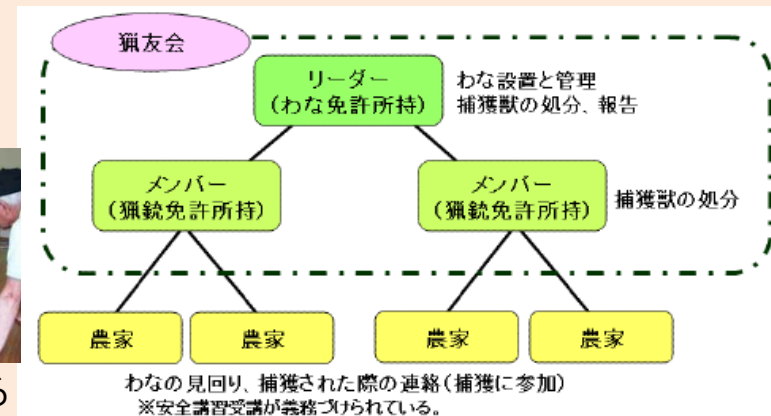 猟友会
リーダー
(わな免許所持)
わな設置と管理
捕獲獣の処分、報告
メンバー
(猟銃免許所持)
メンバー
(猟銃免許所持)
捕獲獣の処分
農家
農家
農家
農家
わなの見回り、捕獲された際の連絡(捕獲に参加)
※安全講習受講が義務づけられている。
る